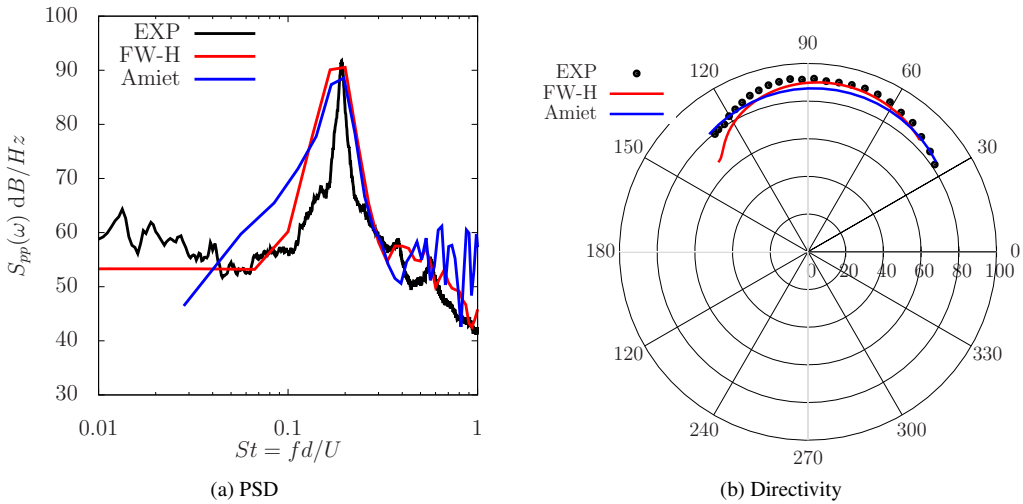 100
90
80
70
60
50
40
30
0.01
0.1
1
S_pp(ω) dB/Hz
St = fd/U
EXP
FW-H
Amiet
(a) PSD
EXP
FW-H
Amiet
90
120
60
150
30
180
0
0 20 40 60 80 100
120
330
240
300
270
(b) Directivity